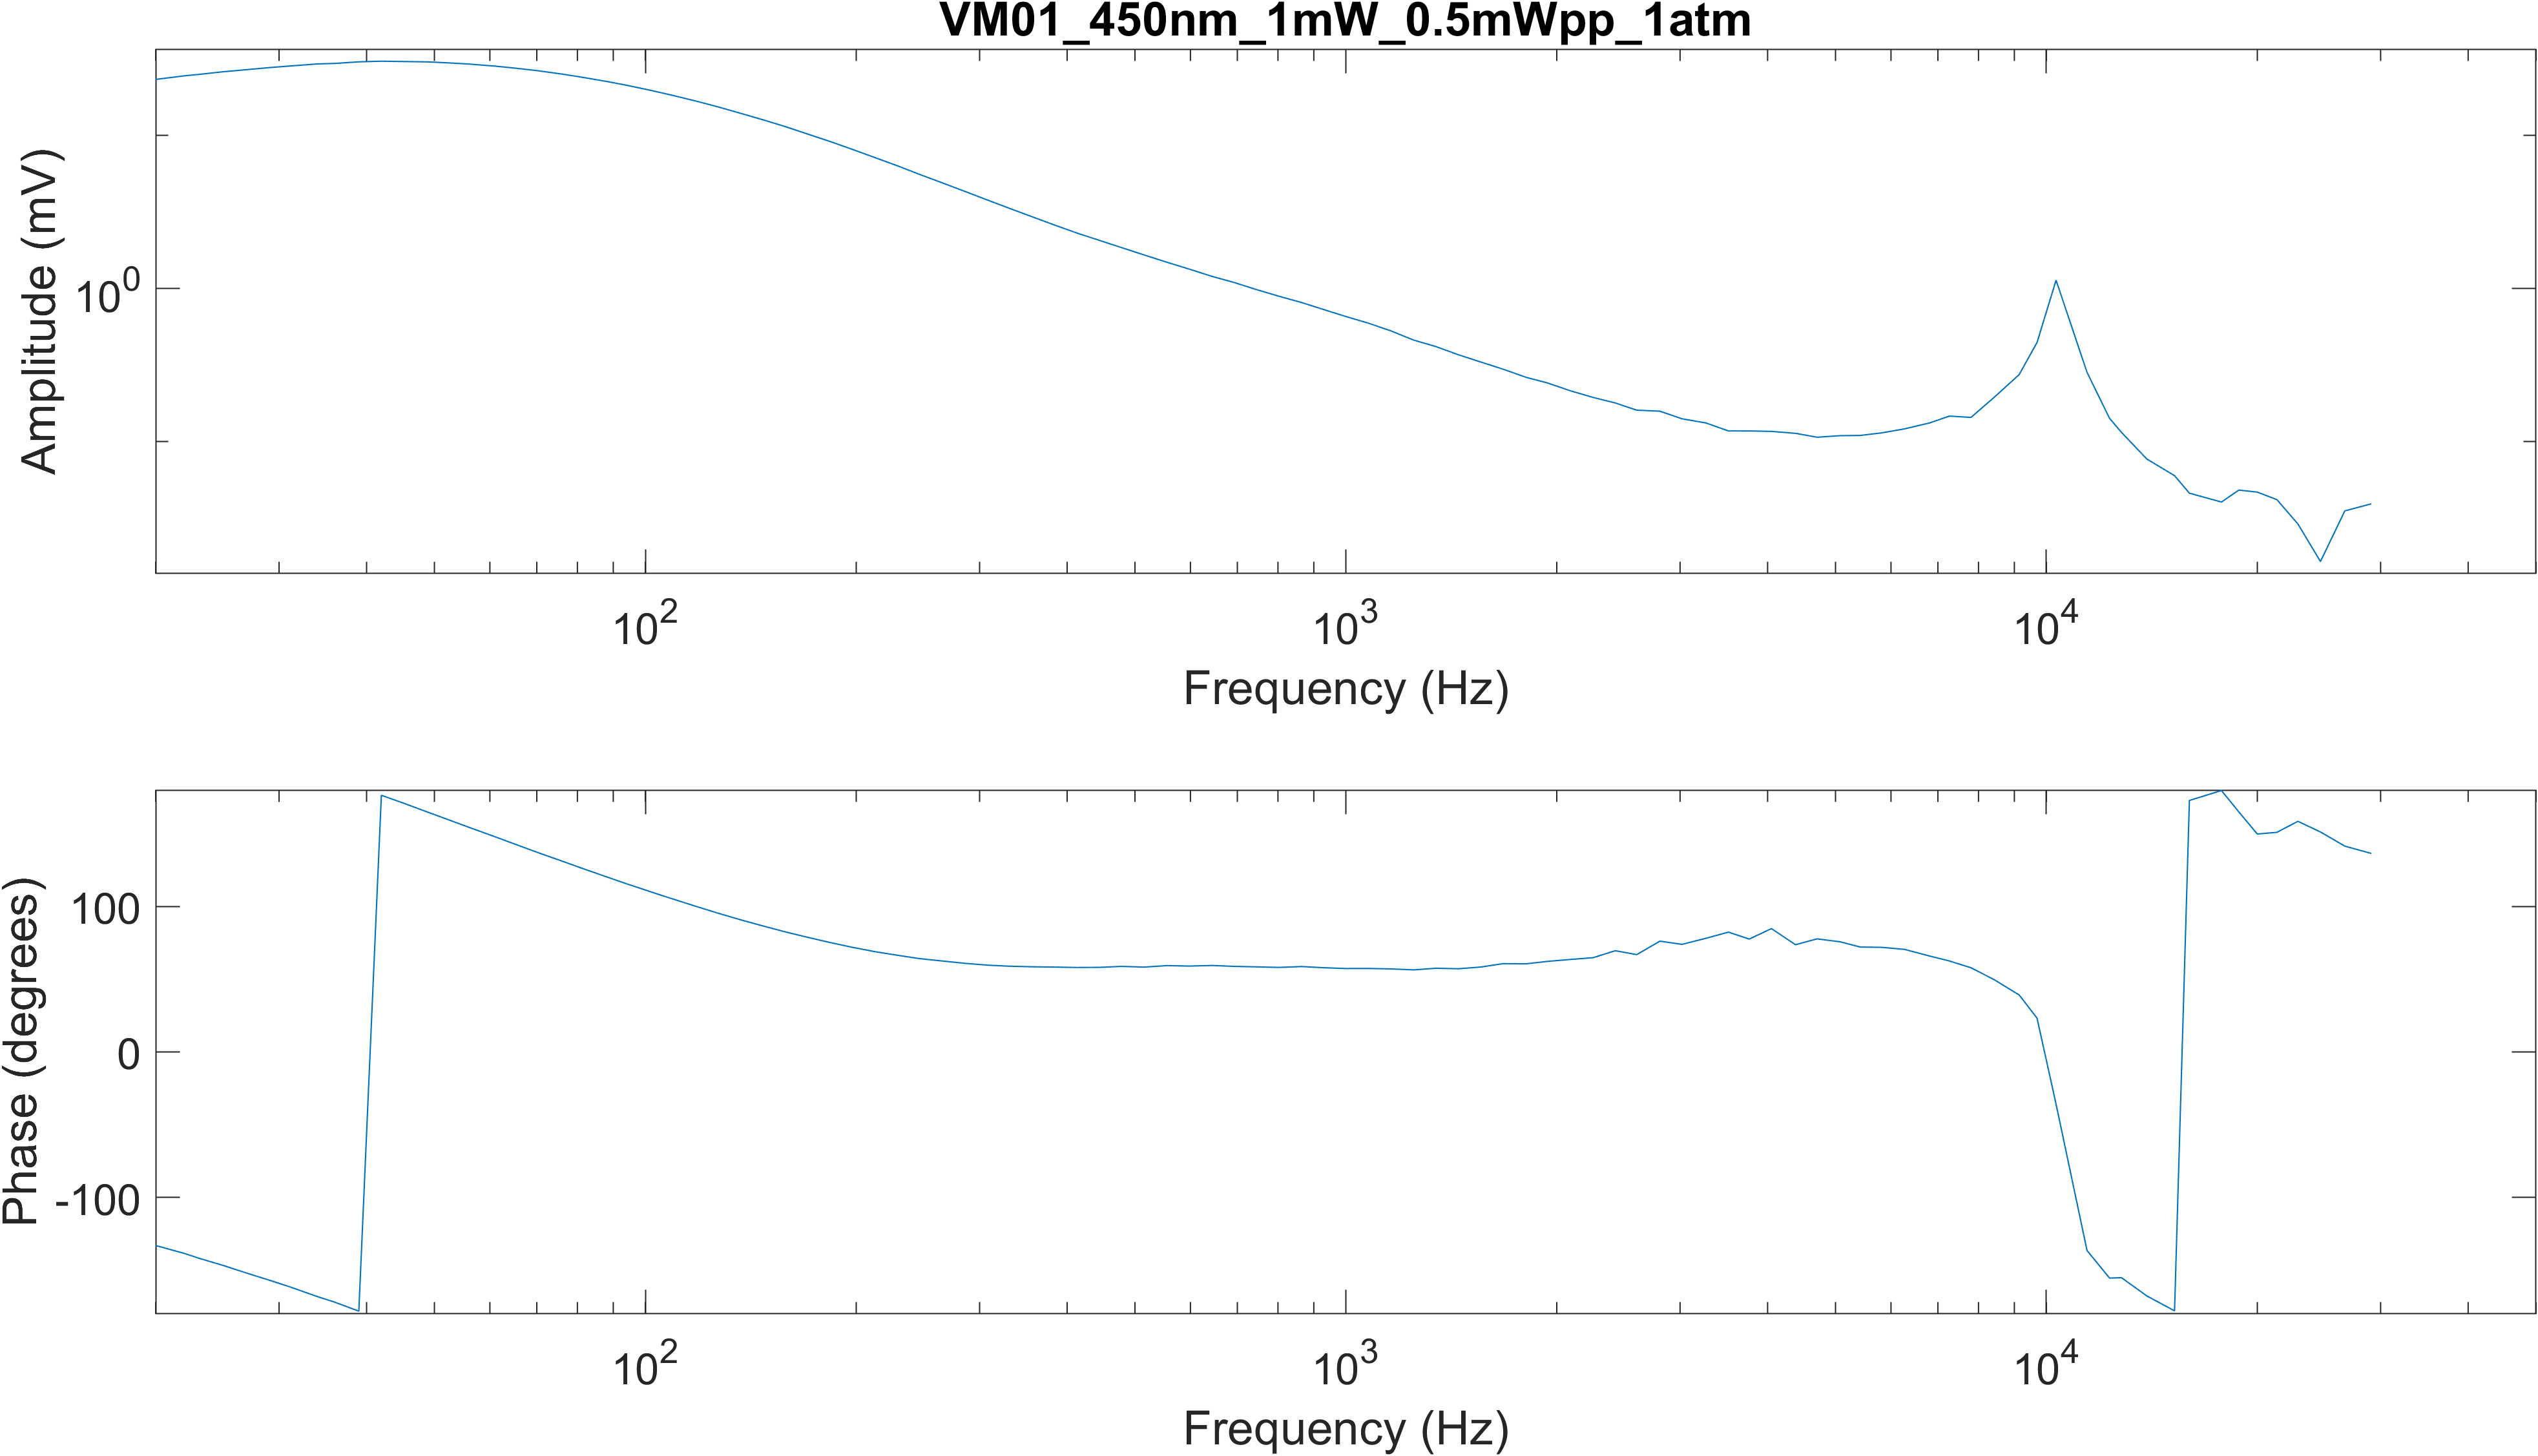 VM01_450nm_1mW_0.5mWpp_1atm
Amplitude (mV)
10^0
10^2 10^3 10^4
Frequency (Hz)
Phase (degrees)
100
0
-100
10^2 10^3 10^4
Frequency (Hz)